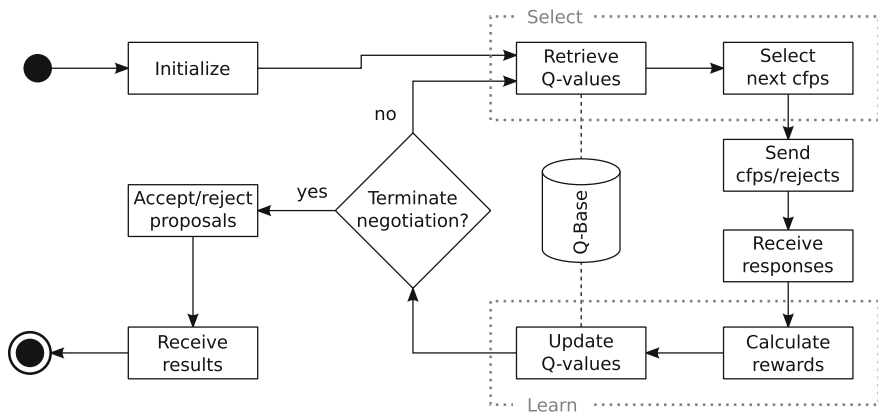 Select
Initialize
Retrieve
Q-values
Select
next cfps
no
Send
cfps/rejects
Accept/reject
proposals
yes
Terminate
negotiation?
Q-Base
Receive
responses
Receive
results
Update
Q-values
Calculate
rewards
Learn